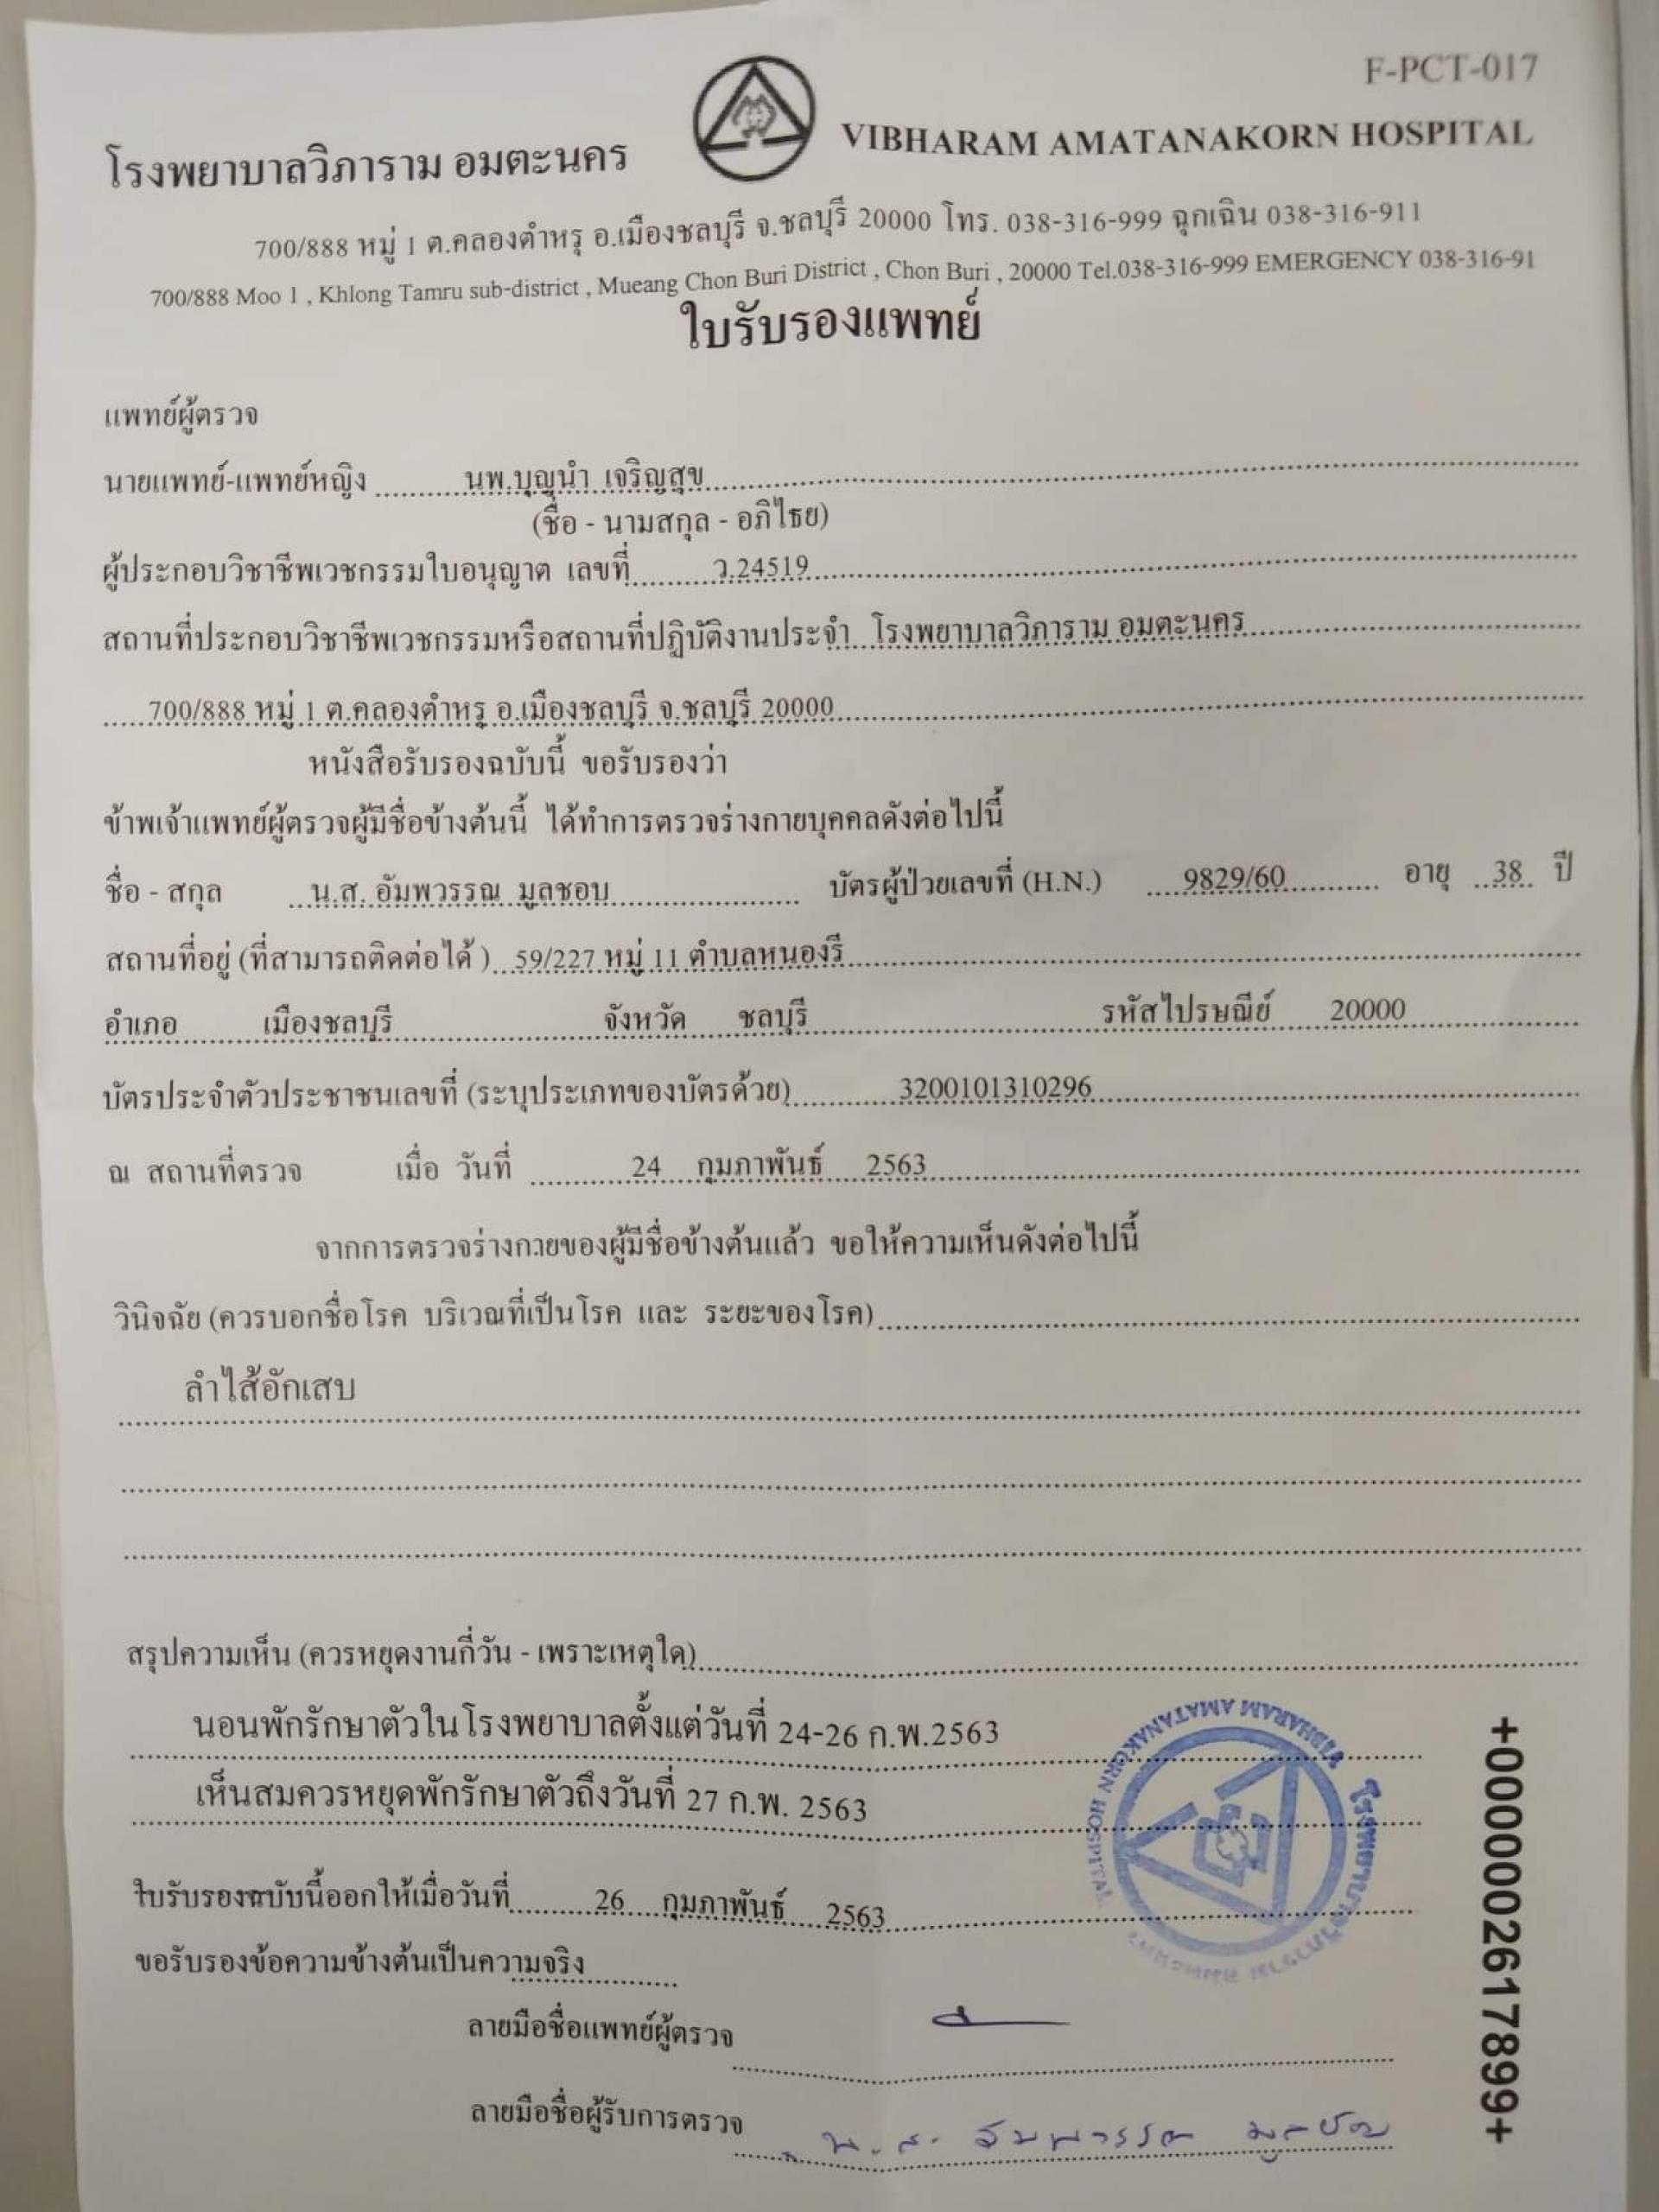 F-PCT-017
โรงพยาบาลวิภาราม อมตะนคร
VIBHARAM AMATANAKORN HOSPITAL
700/888 หมู่ 1 ต.คลองตำหรุ อ.เมืองชลบุรี จ.ชลบุรี 20000 โทร. 038-316-999 ฉุกเฉิน 038-316-911
700/888 Moo 1 , Khlong Tamru sub-district , Mueang Chon Buri District , Chon Buri , 20000 Tel.038-316-999 EMERGENCY 038-316-91
ใบรับรองแพทย์
แพทย์ผู้ตรวจ
นายแพทย์-แพทย์หญิง นพ.บุญนำ เจริญสุข
(ชื่อ - นามสกุล - อภิไธย)
ผู้ประกอบวิชาชีพเวชกรรมใบอนุญาต เลขที่ ว.24519
สถานที่ประกอบวิชาชีพเวชกรรมหรือสถานที่ปฏิบัติงานประจำ โรงพยาบาลวิภาราม อมตะนคร
700/888 หมู่ 1 ต.คลองตำหรุ อ.เมืองชลบุรี จ.ชลบุรี 20000
หนังสือรับรองฉบับนี้ ขอรับรองว่า
ข้าพเจ้าแพทย์ผู้ตรวจผู้มีชื่อข้างต้นนี้ ได้ทำการตรวจร่างกายบุคคลดังต่อไปนี้
ชื่อ - สกุล น.ส. อัมพวรรณ มูลชอบ บัตรผู้ป่วยเลขที่ (H.N.) 9829/60 อายุ 38 ปี
สถานที่อยู่ (ที่สามารถติดต่อได้ ) 59/227 หมู่ 11 ตำบลหนองรี
อำเภอ เมืองชลบุรี จังหวัด ชลบุรี รหัสไปรษณีย์ 20000
บัตรประจำตัวประชาชนเลขที่ (ระบุประเภทของบัตรด้วย) 3200101310296
ณ สถานที่ตรวจ เมื่อ วันที่ 24 กุมภาพันธ์ 2563
จากการตรวจร่างกายของผู้มีชื่อข้างต้นแล้ว ขอให้ความเห็นดังต่อไปนี้
วินิจฉัย (ควรบอกชื่อโรค บริเวณที่เป็นโรค และ ระยะของโรค)
ลำไส้อักเสบ
สรุปความเห็น (ควรหยุดงานกี่วัน - เพราะเหตุใด)
นอนพักรักษาตัวในโรงพยาบาลตั้งแต่วันที่ 24-26 ก.พ.2563
เห็นสมควรหยุดพักรักษาตัวถึงวันที่ 27 ก.พ. 2563
ใบรับรองฉบับนี้ออกให้เมื่อวันที่ 26 กุมภาพันธ์ 2563
ขอรับรองข้อความข้างต้นเป็นความจริง
ลายมือชื่อแพทย์ผู้ตรวจ
ลายมือชื่อผู้รับการตรวจ น.ส. อัมพวรรณ มูลชอบ
โรงพยาบาลวิภาราม อมตะนคร
VIBHARAM AMATANAKORN HOSPITAL
+0000002617899+